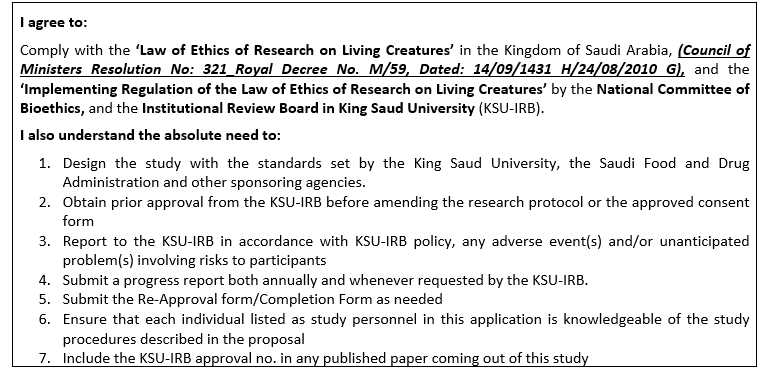 I agree to:
Comply with the ‘Law of Ethics of Research on Living Creatures’ in the Kingdom of Saudi Arabia, (Council of
Ministers Resolution No: 321_Royal Decree No. M/59, Dated: 14/09/1431 H/24/08/2010 G), and the
‘Implementing Regulation of the Law of Ethics of Research on Living Creatures’ by the National Committee of
Bioethics, and the Institutional Review Board in King Saud University (KSU-IRB).
I also understand the absolute need to:
1. Design the study with the standards set by the King Saud University, the Saudi Food and Drug
Administration and other sponsoring agencies.
2. Obtain prior approval from the KSU-IRB before amending the research protocol or the approved consent
form
3. Report to the KSU-IRB in accordance with KSU-IRB policy, any adverse event(s) and/or unanticipated
problem(s) involving risks to participants
4. Submit a progress report both annually and whenever requested by the KSU-IRB.
5. Submit the Re-Approval form/Completion Form as needed
6. Ensure that each individual listed as study personnel in this application is knowledgeable of the study
procedures described in the proposal
7. Include the KSU-IRB approval no. in any published paper coming out of this study